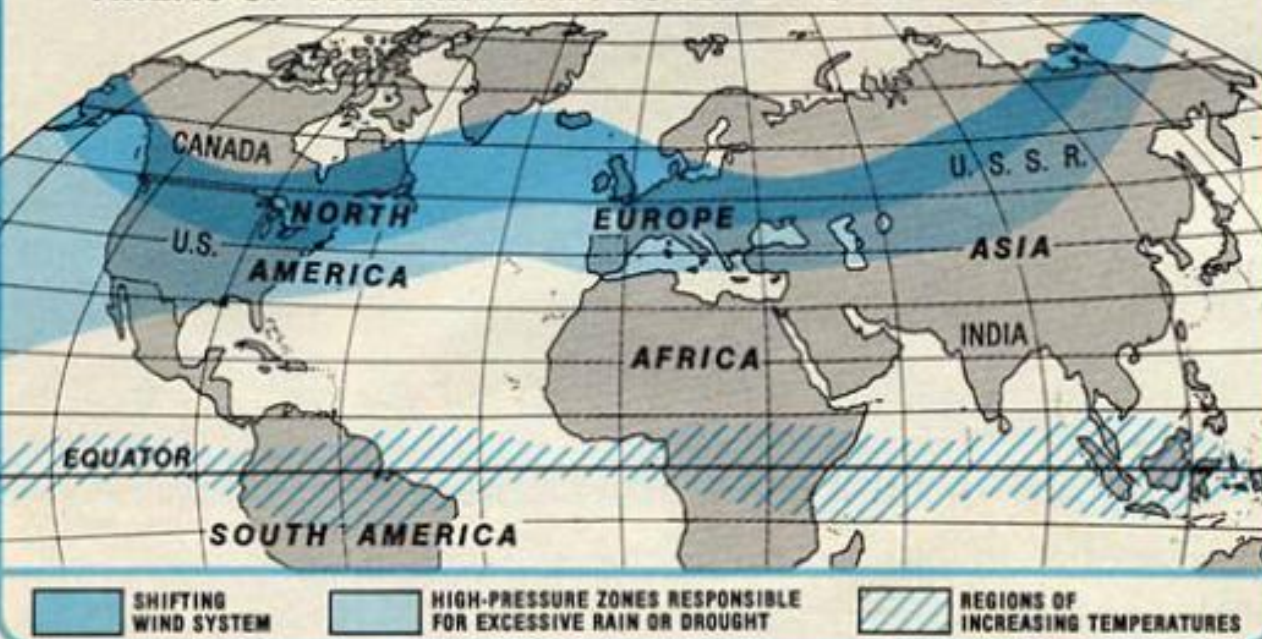 CANADA
U. S. S. R.
NORTH
EUROPE
U.S.
ASIA
AMERICA
INDIA
AFRICA
EQUATOR
SOUTH AMERICA
SHIFTING
WIND SYSTEM
HIGH-PRESSURE ZONES RESPONSIBLE
FOR EXCESSIVE RAIN OR DROUGHT
REGIONS OF
INCREASING TEMPERATURES